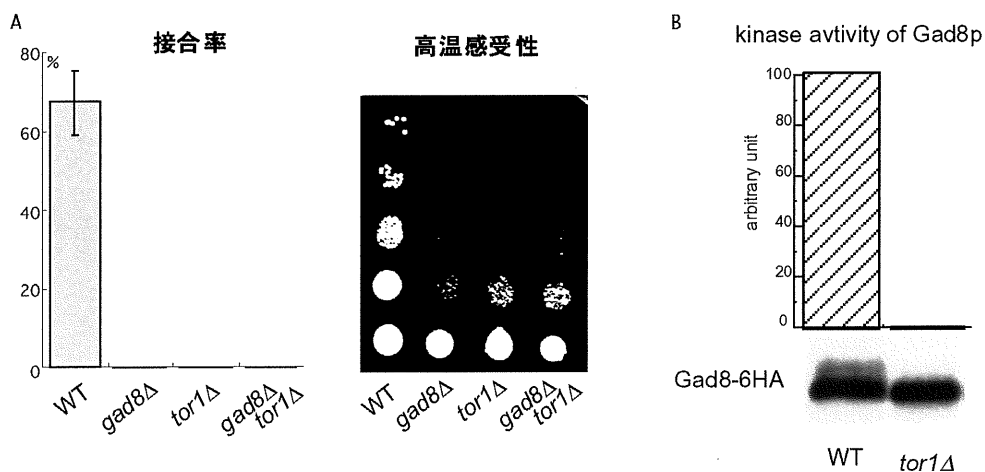 A
接合率
80
%
60
40
20
0
WT
gad8Δ
tor1Δ
gad8Δ
tor1Δ
高温感受性
WT
gad8Δ
tor1Δ
gad8Δ
tor1Δ
B
kinase avtivity of Gad8p
100
80
60
40
20
0
arbitrary unit
Gad8-6HA
WT
tor1Δ